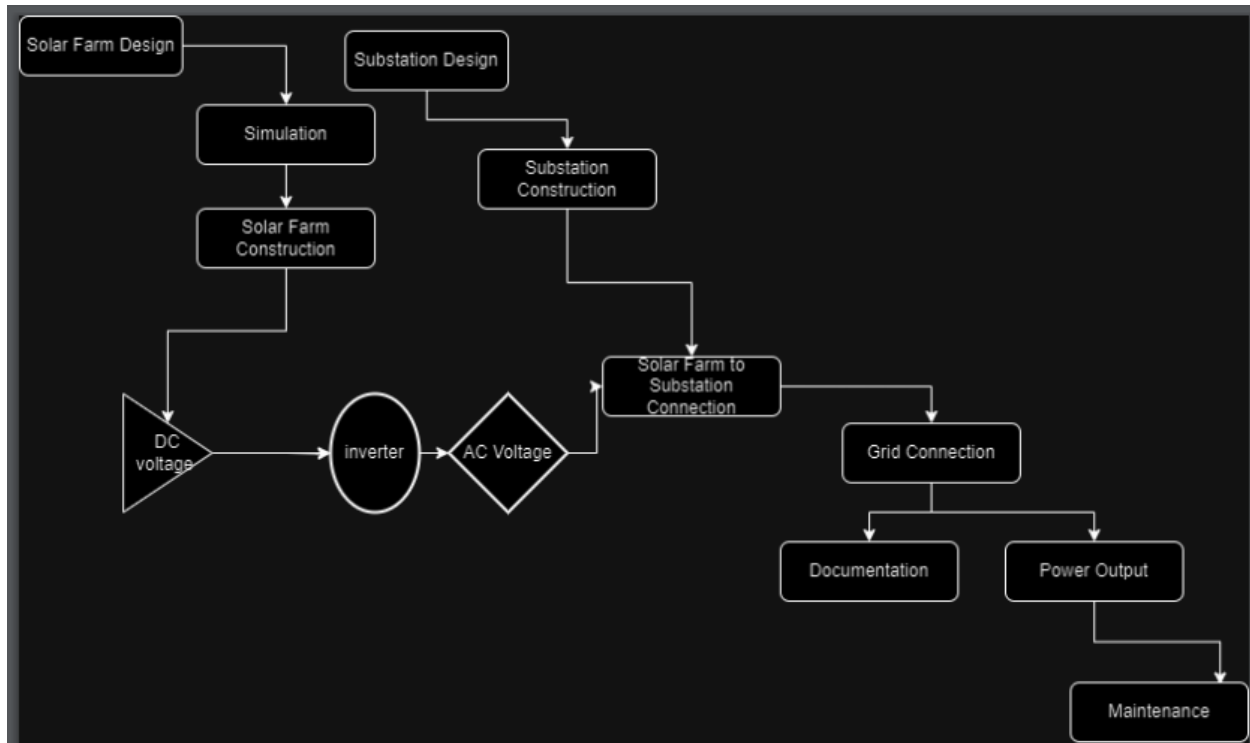 Solar Farm Design
Substation Design
Simulation
Substation
Construction
Solar Farm
Construction
Solar Farm to
Substation
Connection
DC
voltage
inverter
AC Voltage
Grid Connection
Documentation
Power Output
Maintenance